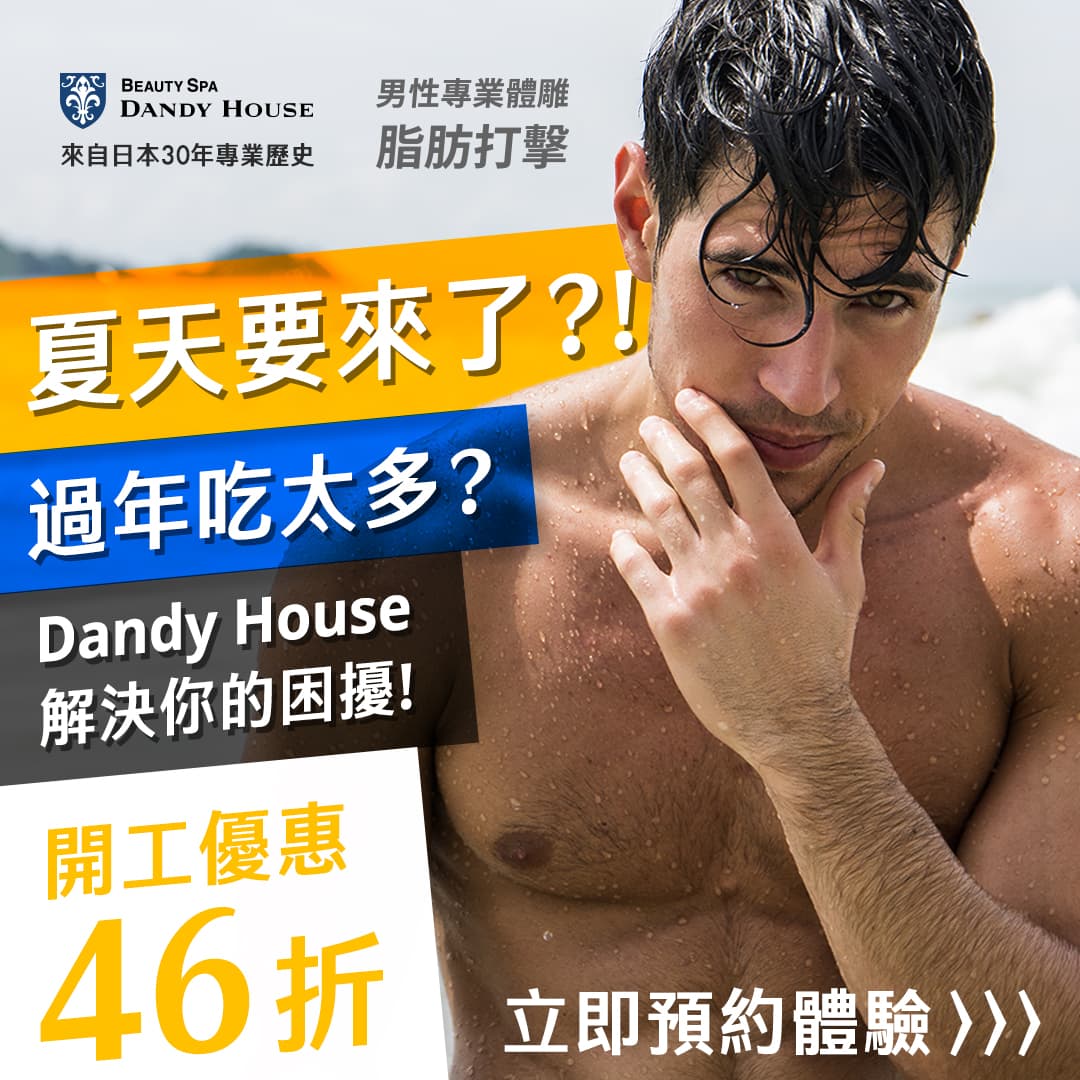 BEAUTY SPA
DANDY HOUSE
來自日本30年專業歷史
男性專業體雕
脂肪打擊
夏天要來了?!
過年吃太多?
Dandy House
解決你的困擾!
開工優惠
46折
立即預約體驗 》〉